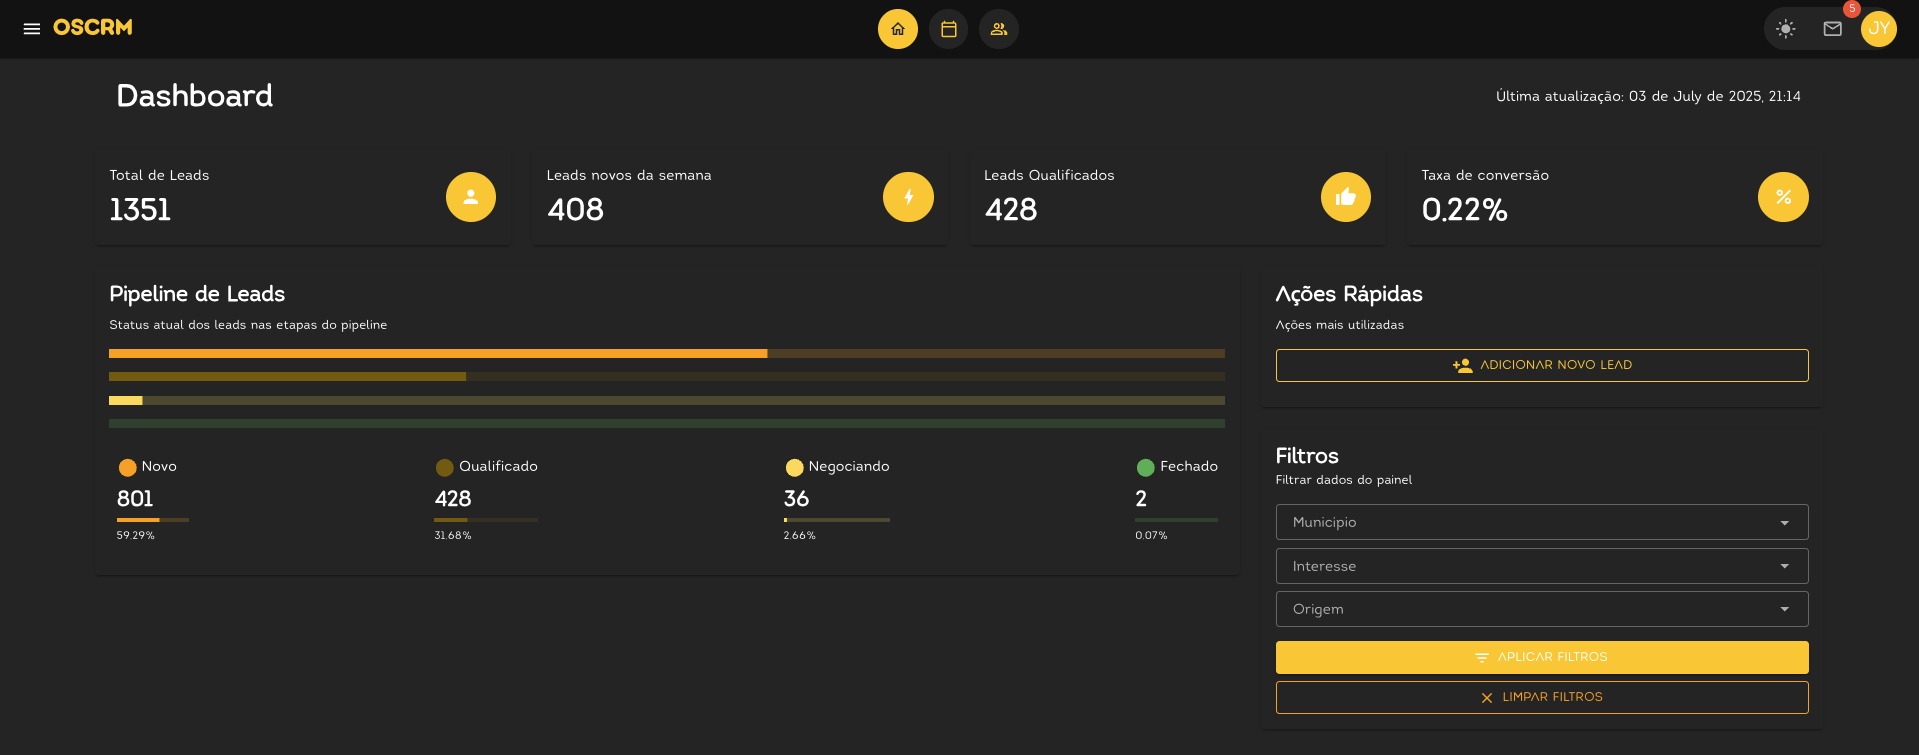 OSCRM
5
JY
Dashboard
Última atualização: 03 de July de 2025, 21:14
Total de Leads
1351
Leads novos da semana
408
Leads Qualificados
428
Taxa de conversão
0.22%
Pipeline de Leads
Status atual dos leads nas etapas do pipeline
Novo
801
59.29%
Qualificado
428
31.68%
Negociando
36
2.66%
Fechado
2
0.07%
Ações Rápidas
Ações mais utilizadas
ADICIONAR NOVO LEAD
Filtros
Filtrar dados do painel
Municipio
Interesse
Origem
APLICAR FILTROS
LIMPAR FILTROS